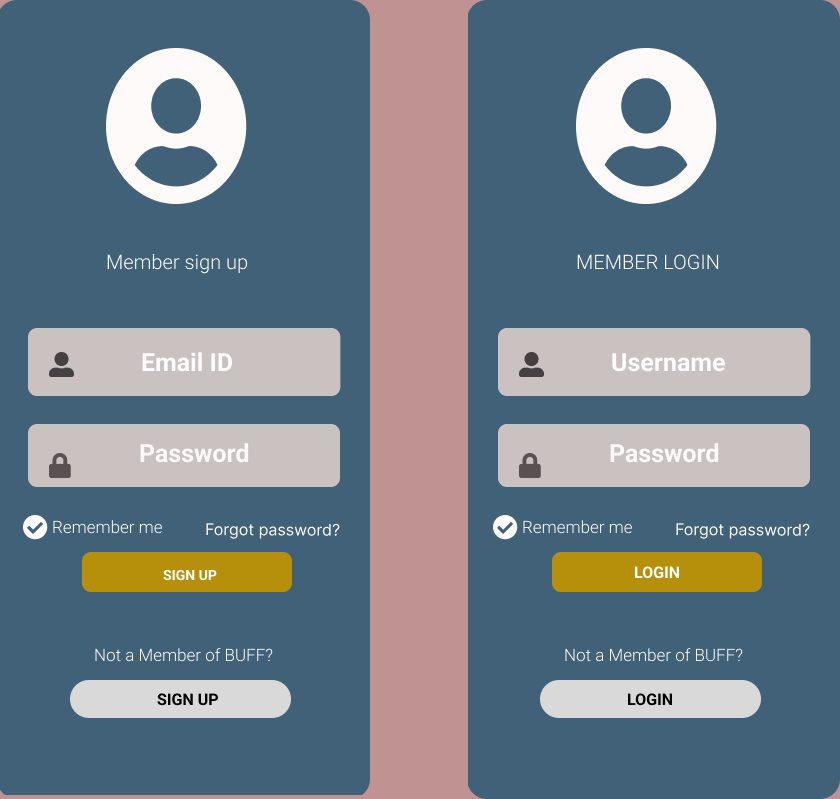 Member sign up
Email ID
Password
Remember me
Forgot password?
SIGN UP
Not a Member of BUFF?
SIGN UP
MEMBER LOGIN
Username
Password
Remember me
Forgot password?
LOGIN
Not a Member of BUFF?
LOGIN